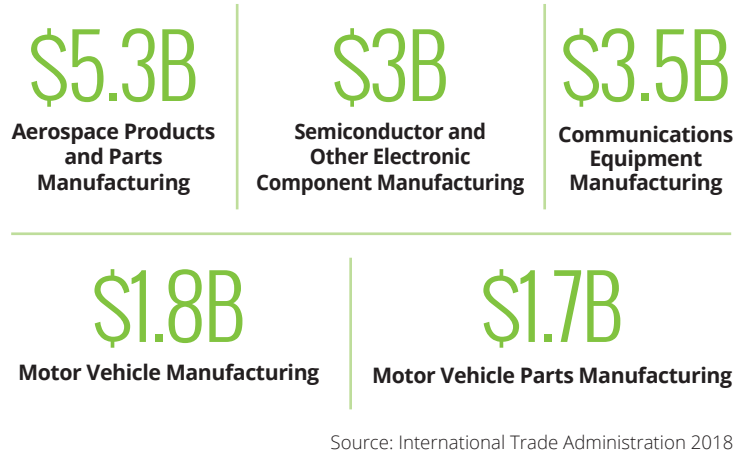 $5.3B
Aerospace Products
and Parts
Manufacturing
$3B
Semiconductor and
Other Electronic
Component Manufacturing
$3.5B
Communications
Equipment
Manufacturing
$1.8B
Motor Vehicle Manufacturing
$1.7B
Motor Vehicle Parts Manufacturing
Source: International Trade Administration 2018